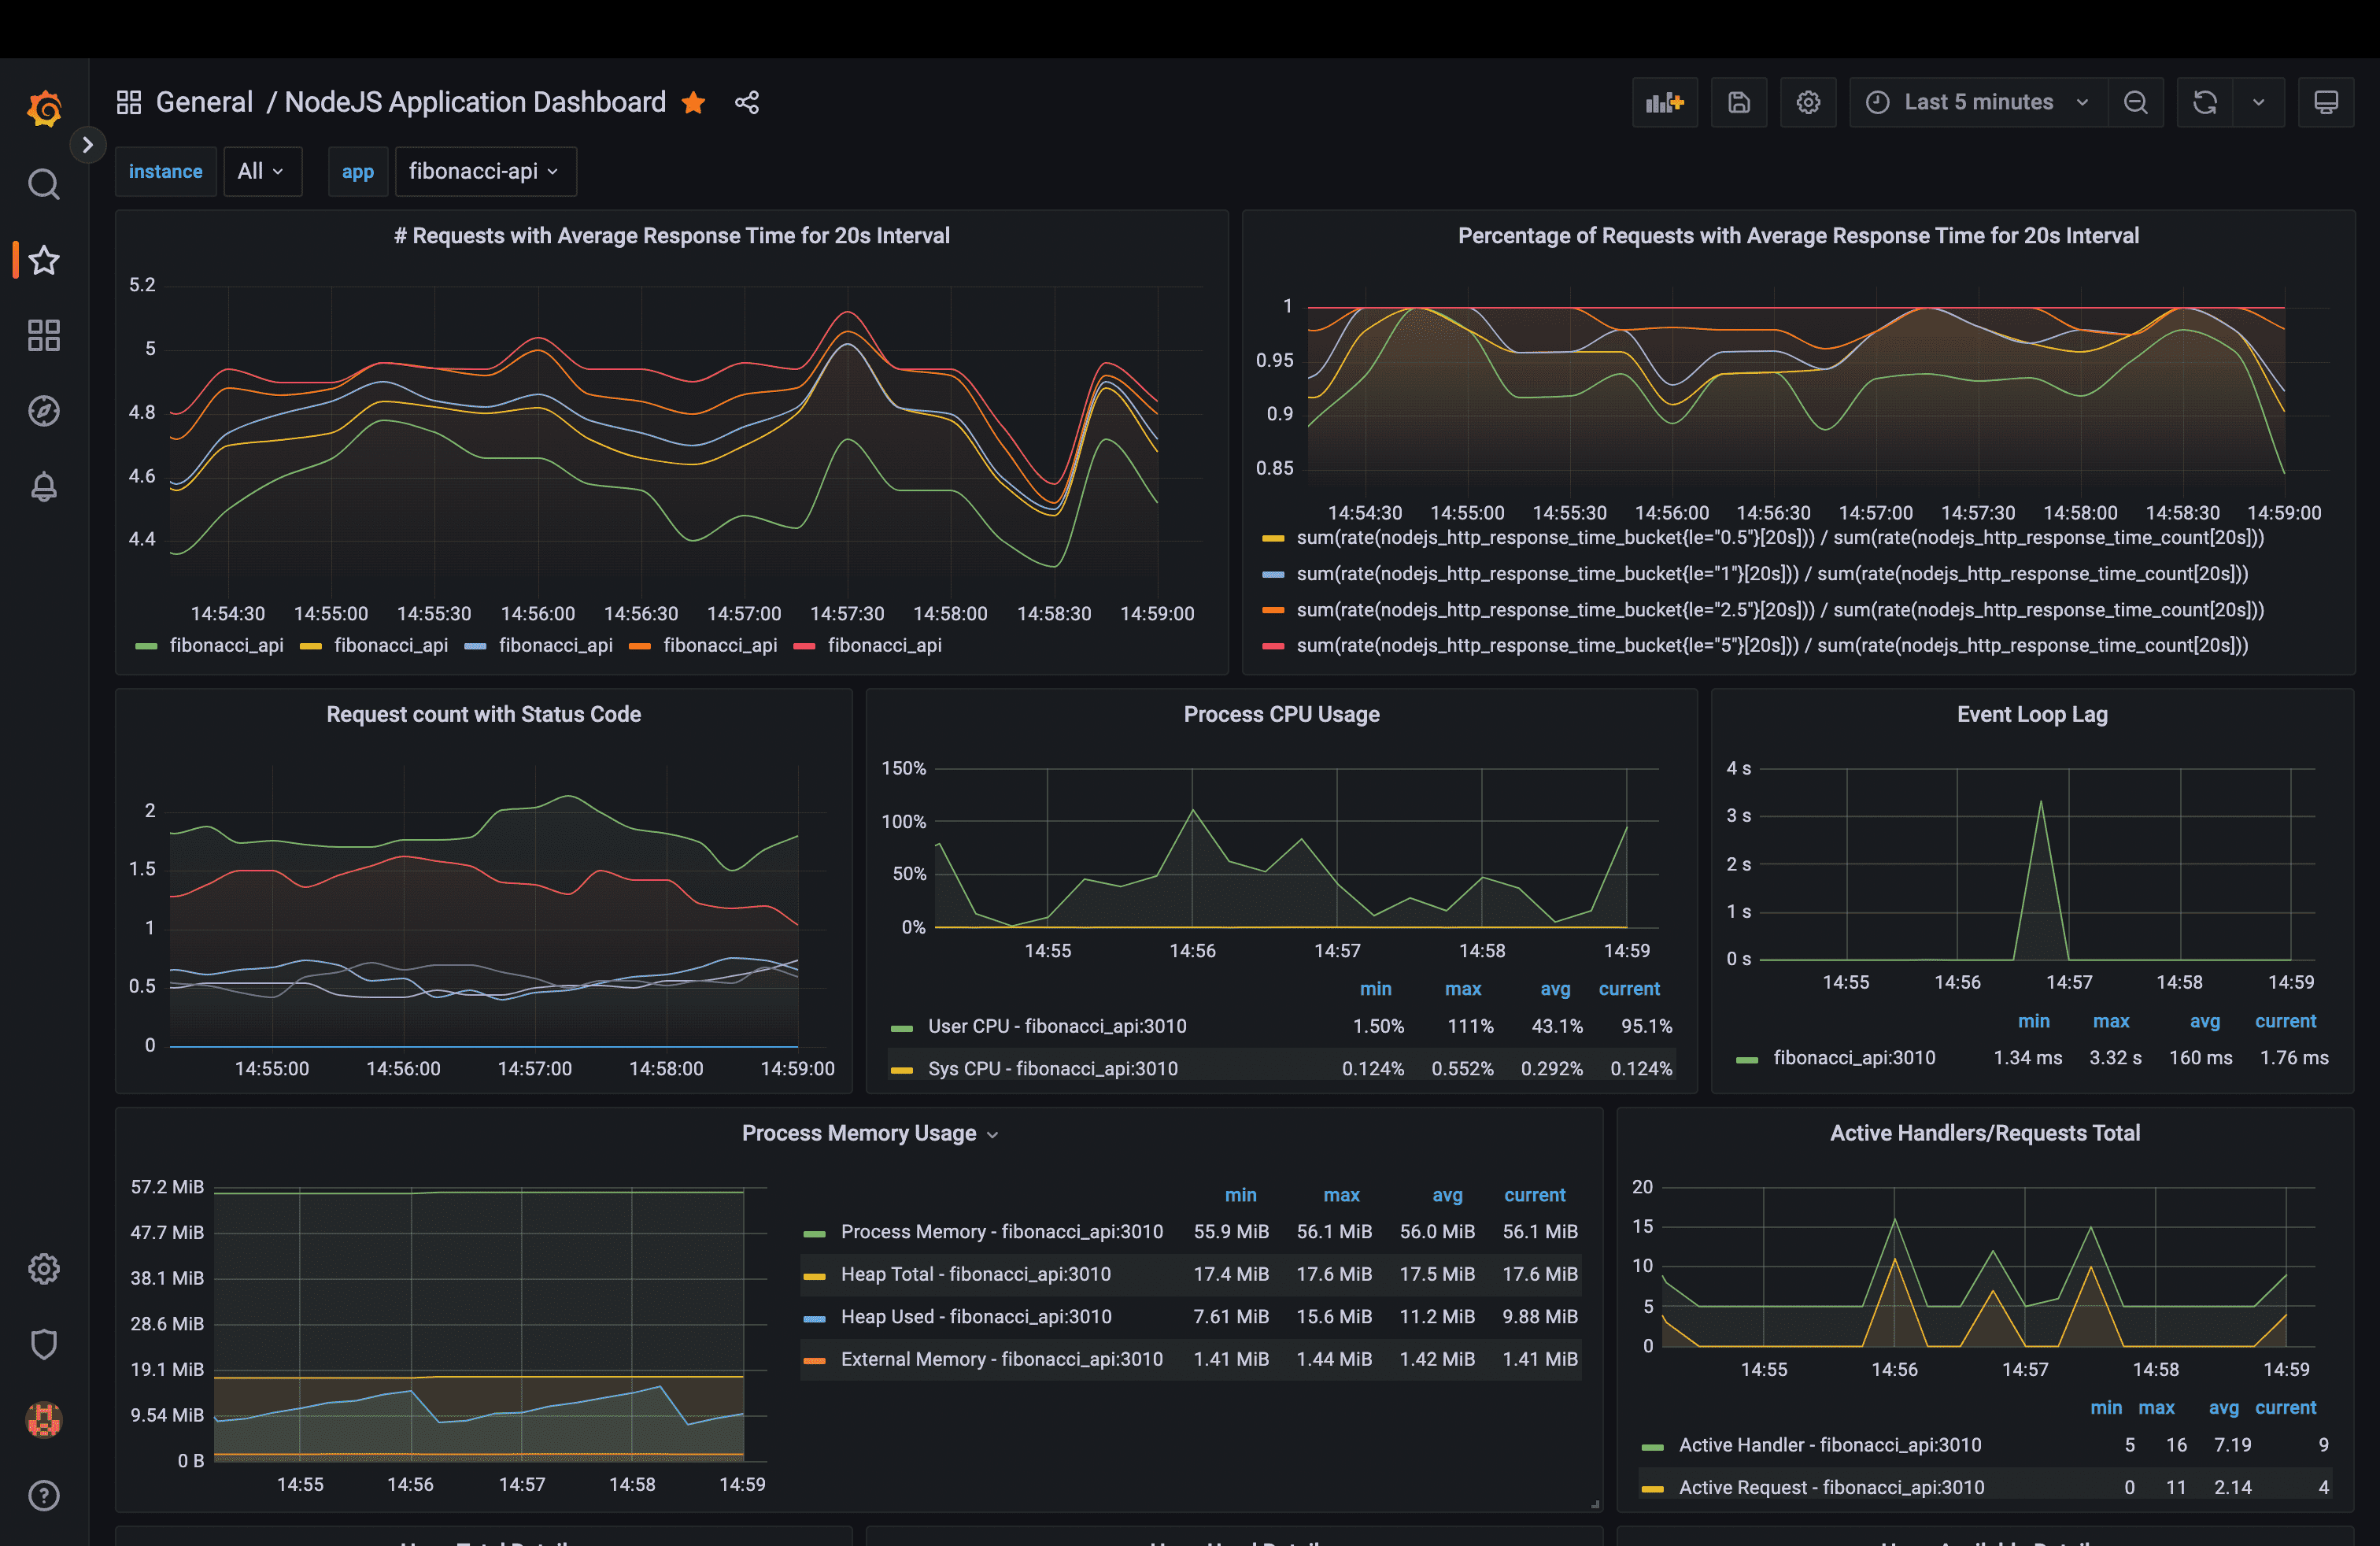 General / NodeJS Application Dashboard
Last 5 minutes
instance All app fibonacci-api
# Requests with Average Response Time for 20s Interval
5.2
5
4.8
4.6
4.4
14:54:30 14:55:00 14:55:30 14:56:00 14:56:30 14:57:00 14:57:30 14:58:00 14:58:30 14:59:00
fibonacci_api fibonacci_api fibonacci_api fibonacci_api fibonacci_api
Percentage of Requests with Average Response Time for 20s Interval
1
0.95
0.9
0.85
14:54:30 14:55:00 14:55:30 14:56:00 14:56:30 14:57:00 14:57:30 14:58:00 14:58:30 14:59:00
sum(rate(nodejs_http_response_time_bucket{le="0.5"}[20s])) / sum(rate(nodejs_http_response_time_count[20s]))
sum(rate(nodejs_http_response_time_bucket{le="1"}[20s])) / sum(rate(nodejs_http_response_time_count[20s]))
sum(rate(nodejs_http_response_time_bucket{le="2.5"}[20s])) / sum(rate(nodejs_http_response_time_count[20s]))
sum(rate(nodejs_http_response_time_bucket{le="5"}[20s])) / sum(rate(nodejs_http_response_time_count[20s]))
Request count with Status Code
2
1.5
1
0.5
0
14:55:00 14:56:00 14:57:00 14:58:00 14:59:00
Process CPU Usage
150%
100%
50%
0%
14:55 14:56 14:57 14:58 14:59
min max avg current
User CPU - fibonacci_api:3010 1.50% 111% 43.1% 95.1%
Sys CPU - fibonacci_api:3010 0.124% 0.552% 0.292% 0.124%
Event Loop Lag
4 s
3 s
2 s
1 s
0 s
14:55 14:56 14:57 14:58 14:59
min max avg current
fibonacci_api:3010 1.34 ms 3.32 s 160 ms 1.76 ms
Process Memory Usage
57.2 MiB
47.7 MiB
38.1 MiB
28.6 MiB
19.1 MiB
9.54 MiB
0 B
14:55 14:56 14:57 14:58 14:59
min max avg current
Process Memory - fibonacci_api:3010 55.9 MiB 56.1 MiB 56.0 MiB 56.1 MiB
Heap Total - fibonacci_api:3010 17.4 MiB 17.6 MiB 17.5 MiB 17.6 MiB
Heap Used - fibonacci_api:3010 7.61 MiB 15.6 MiB 11.2 MiB 9.88 MiB
External Memory - fibonacci_api:3010 1.41 MiB 1.44 MiB 1.42 MiB 1.41 MiB
Active Handlers/Requests Total
20
15
10
5
0
14:55 14:56 14:57 14:58 14:59
min max avg current
Active Handler - fibonacci_api:3010 5 16 7.19 9
Active Request - fibonacci_api:3010 0 11 2.14 4